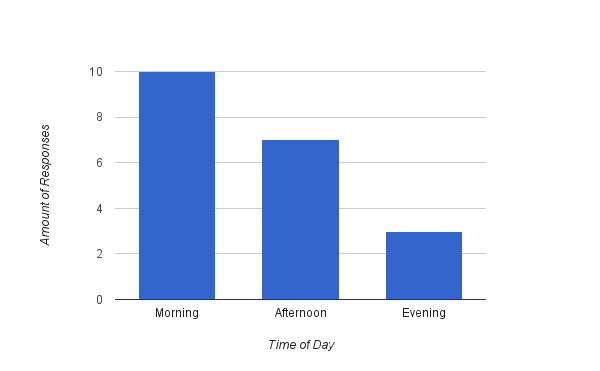 Amount of Responses
10
8
6
4
2
0
Morning Afternoon Evening
Time of Day